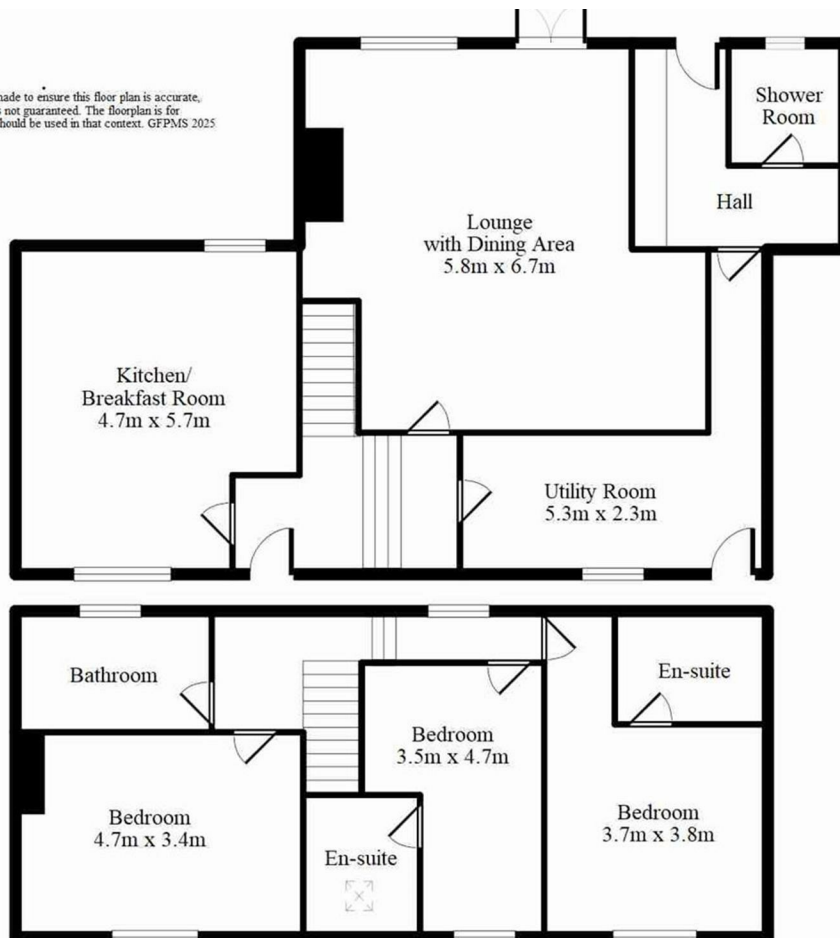 nade to ensure this floor plan is accurate,
s not guaranteed. The floorplan is for
hould be used in that context. GFPMS 2025
Shower
Room
Hall
Lounge
with Dining Area
5.8m x 6.7m
Kitchen/
Breakfast Room
4.7m x 5.7m
Utility Room
5.3m x 2.3m
Bathroom
En-suite
Bedroom
3.5m x 4.7m
Bedroom
4.7m x 3.4m
Bedroom
3.7m x 3.8m
En-suite